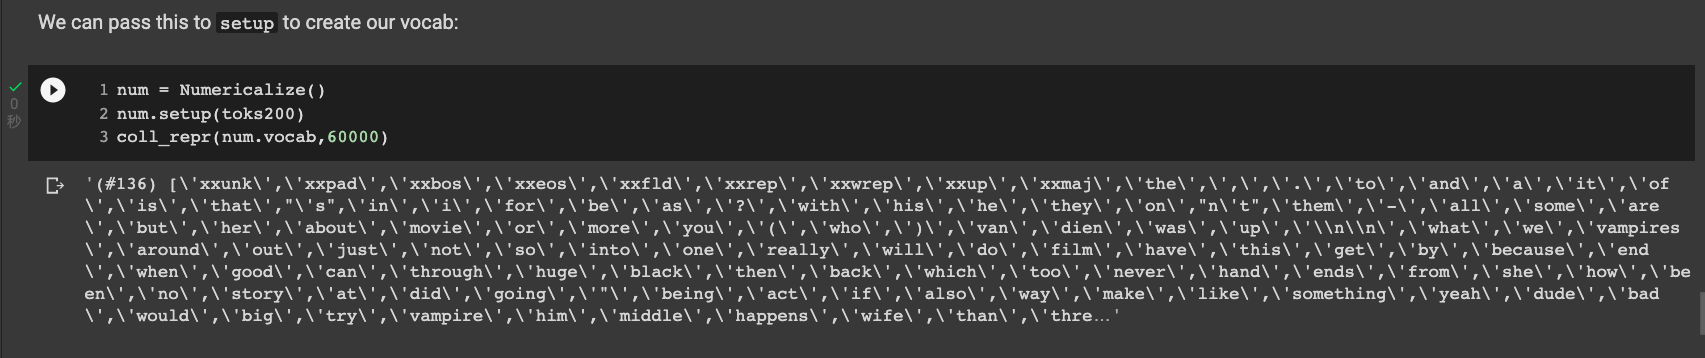 We can pass this to setup to create our vocab:
1 num = Numericalize()
0
2 num.setup(toks200)
秒
3 coll_repr(num.vocab,60000)
'(#136) [\'xxunk\',\'xxpad\',\'xxbos\',\'xxeos\',\'xxfld\',\'xxrep\',\'xxwrep\',\'xxup\',\'xxmaj\',\'the\',\',\',\'.\',\'to\',\'and\',\'a\',\'it\',\'of
\',\'is\',\'that\',"\'s",\'in\',\'i\',\'for\',\'be\',\'as\',\'?\',\'with\',\'his\',\'he\',\'they\',\'on\',"n\'t",\'them\',\'-\',\'all\',\'some\',\'are
\',\'but\',\'her\',\'about\',\'movie\',\'or\',\'more\',\'you\',\'(\',\'who\',\')\',\'van\',\'dien\',\'was\',\'up\',\'\\n\\n\',\'what\',\'we\',\'vampires
\',\'around\',\'out\',\'just\',\'not\',\'so\',\'into\',\'one\',\'really\',\'will\',\'do\',\'film\',\'have\',\'this\',\'get\',\'by\',\'because\',\'end
\',\'when\',\'good\',\'can\',\'through\',\'huge\',\'black\',\'then\',\'back\',\'which\',\'too\',\'never\',\'hand\',\'ends\',\'from\',\'she\',\'how\',\'be
en\',\'no\',\'story\',\'at\',\'did\',\'going\',\'"\',\'being\',\'act\',\'if\',\'also\',\'way\',\'make\',\'like\',\'something\',\'yeah\',\'dude\',\'bad
\',\'would\',\'big\',\'try\',\'vampire\',\'him\',\'middle\',\'happens\',\'wife\',\'than\',\'thre...'